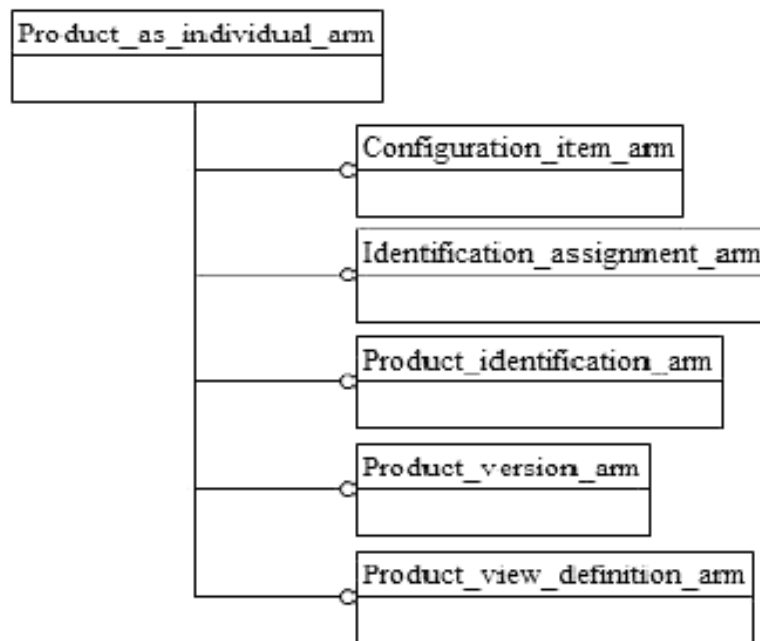 Product_as_individual_arm
Configuration_item_arm
Identification_assignment_arm
Product_identification_arm
Product_version_arm
Product_view_definition_arm